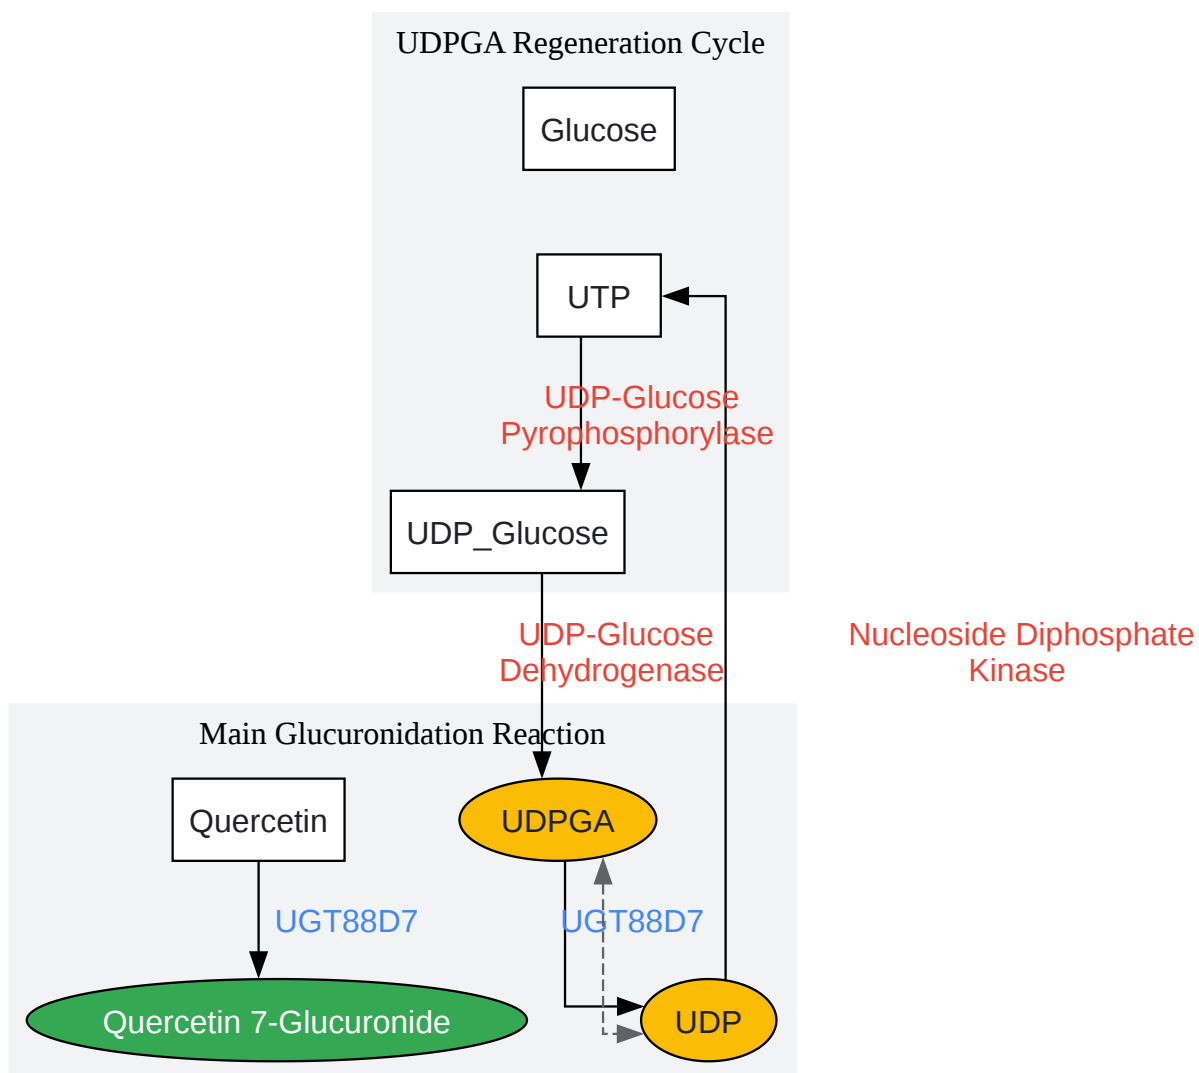 UDPGA Regeneration Cycle
Glucose
UTP
UDP-Glucose
Pyrophosphorylase
UDP_Glucose
UDP-Glucose
Dehydrogenase
Nucleoside Diphosphate
Kinase
Main Glucuronidation Reaction
Quercetin
UDPGA
UGT88D7
UGT88D7
Quercetin 7-Glucuronide
UDP